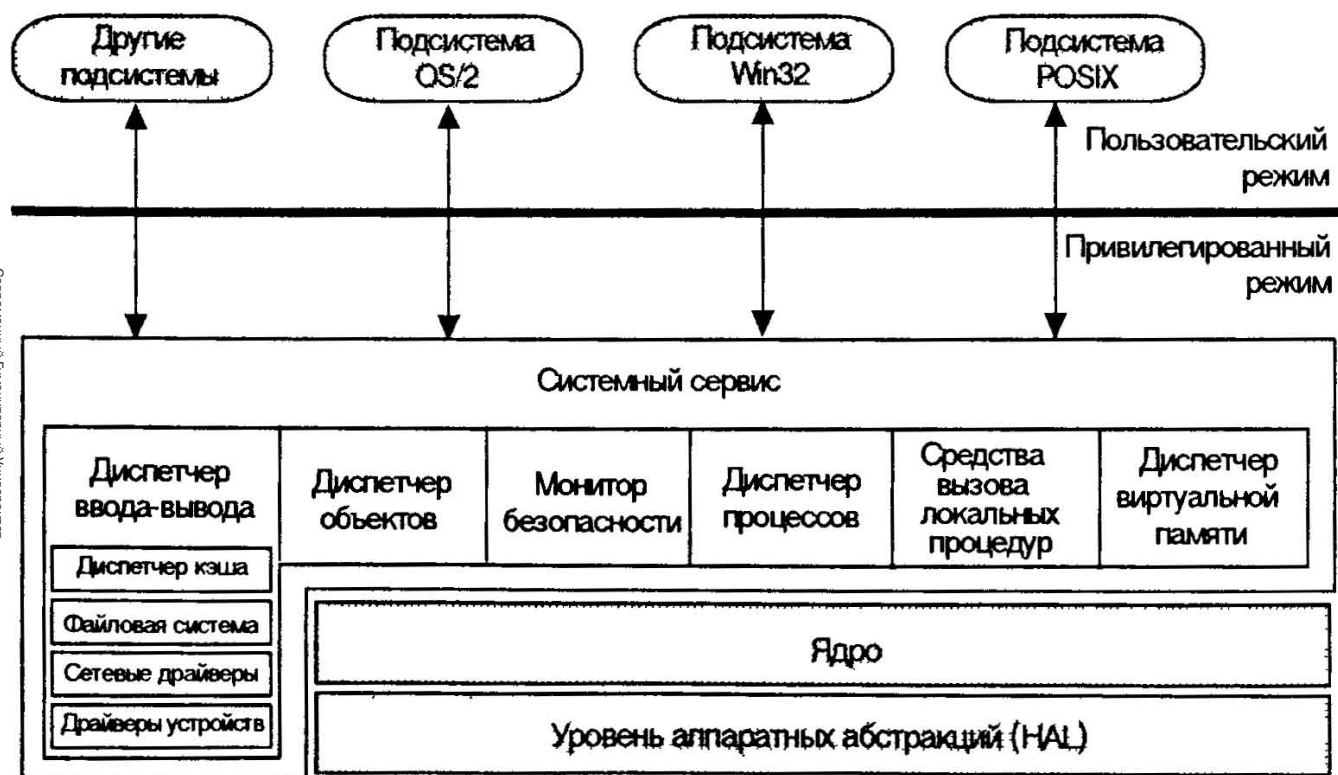 Другие
подсистемы
Подсистема
OS/2
Подсистема
Win32
Подсистема
POSIX
Пользовательский
режим
Привилегированный
режим
Системный сервис
Диспетчер
ввода-вывода
Диспетчер
объектов
Монитор
безопасности
Диспетчер
процессов
Средства
вызова
локальных
процедур
Диспетчер
виртуальной
памяти
Диспетчер кэша
Файловая система
Сетевые драйверы
Драйверы устройств
Ядро
Уровень аппаратных абстракций (HAL)